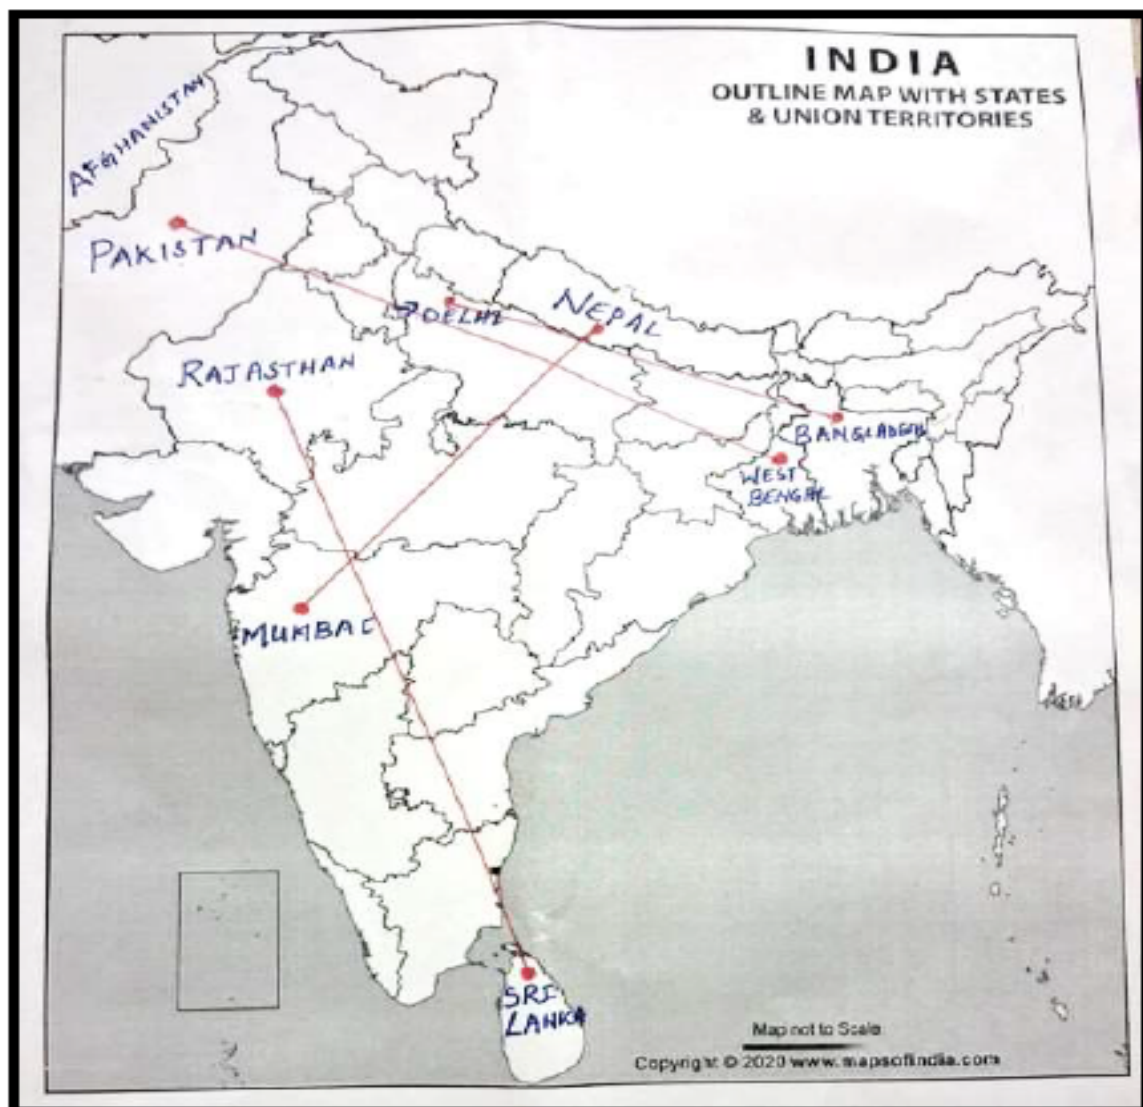 INDIA
OUTLINE MAP WITH STATES
& UNION TERRITORIES
AFGHANISTAN
PAKISTAN
DELHI
NEPAL
RAJASTHAN
BANGLADESH
WEST
BENGAL
MUMBAI
SRI
LANKA
Map not to Scale
Copyright © 2020 www.mapsofindia.com